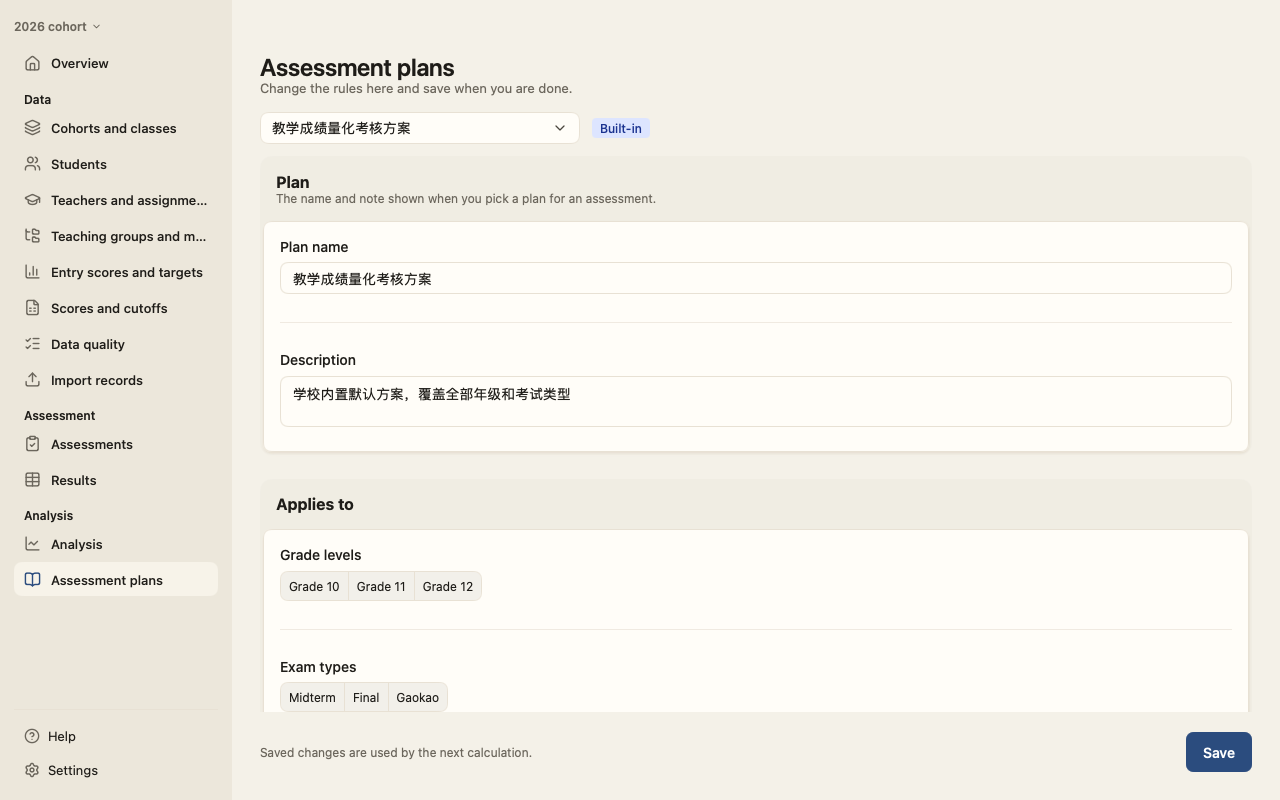 2026 cohort
Overview
Data
Cohorts and classes
Students
Teachers and assignme...
Teaching groups and m...
Entry scores and targets
Scores and cutoffs
Data quality
Import records
Assessment
Assessments
Results
Analysis
Analysis
Assessment plans
Help
Settings
Assessment plans
Change the rules here and save when you are done.
教学成绩量化考核方案
Built-in
Plan
The name and note shown when you pick a plan for an assessment.
Plan name
教学成绩量化考核方案
Description
学校内置默认方案，覆盖全部年级和考试类型
Applies to
Grade levels
Grade 10 Grade 11 Grade 12
Exam types
Midterm Final Gaokao
Saved changes are used by the next calculation.
Save